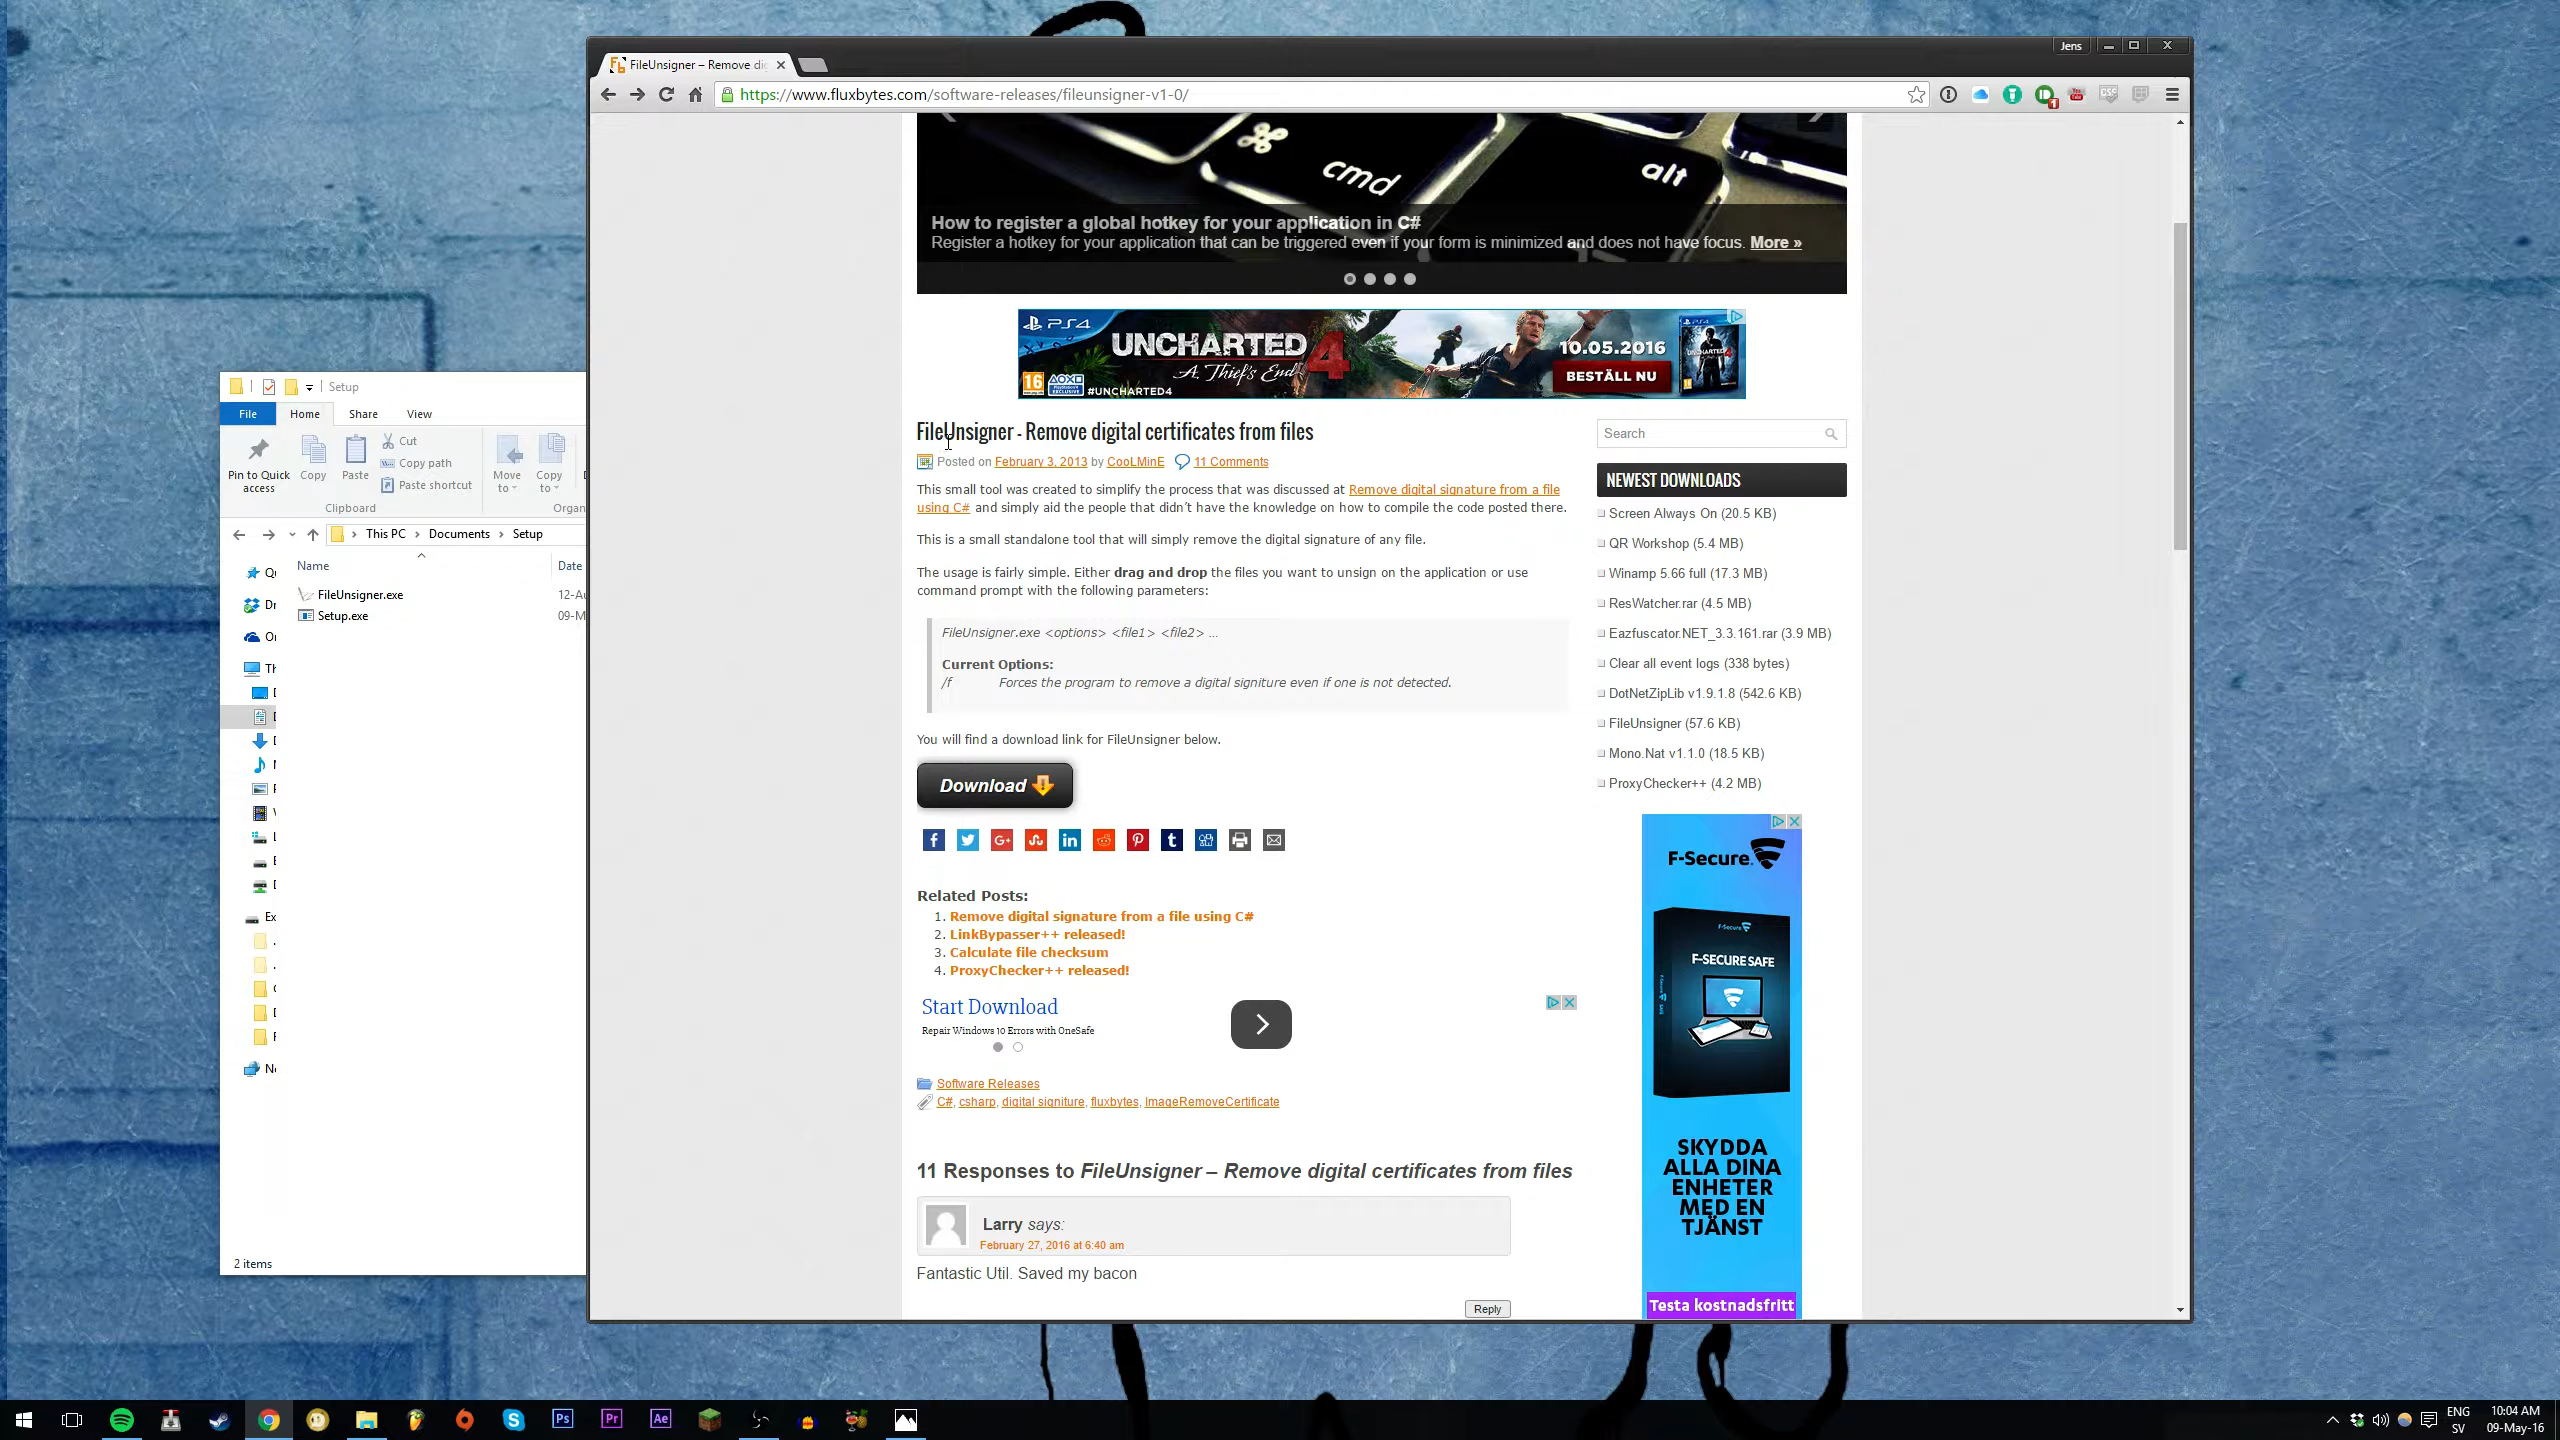 Jens
FileUnsigner – Remove dig
https://www.fluxbytes.com/software-releases/fileunsigner-v1-0/
cmd
alt
How to register a global hotkey for your application in C#
Register a hotkey for your application that can be triggered even if your form is minimized and does not have focus. More »
PS4
UNCHARTED 4
A Thief's End
16
#UNCHARTED4
10.05.2016
BESTÄLL NU
Setup
File Home Share View
Pin to Quick access
Copy
Paste
Cut
Copy path
Paste shortcut
Move to
Copy to
Clipboard
Organ
This PC › Documents › Setup
Name
Date
FileUnsigner.exe
12-Au
Setup.exe
09-M
2 items
FileUnsigner - Remove digital certificates from files
Posted on February 3, 2013 by CooLMinE 11 Comments
This small tool was created to simplify the process that was discussed at Remove digital signature from a file
using C# and simply aid the people that didn't have the knowledge on how to compile the code posted there.
This is a small standalone tool that will simply remove the digital signature of any file.
The usage is fairly simple. Either drag and drop the files you want to unsign on the application or use
command prompt with the following parameters:
FileUnsigner.exe <options> <file1> <file2> ...
Current Options:
/f Forces the program to remove a digital signiture even if one is not detected.
You will find a download link for FileUnsigner below.
Download
Related Posts:
1. Remove digital signature from a file using C#
2. LinkBypasser++ released!
3. Calculate file checksum
4. ProxyChecker++ released!
Start Download
Repair Windows 10 Errors with OneSafe
Software Releases
C#, csharp, digital signiture, fluxbytes, ImageRemoveCertificate
11 Responses to FileUnsigner – Remove digital certificates from files
Larry says:
February 27, 2016 at 6:40 am
Fantastic Util. Saved my bacon
Reply
Search
NEWEST DOWNLOADS
Screen Always On (20.5 KB)
QR Workshop (5.4 MB)
Winamp 5.66 full (17.3 MB)
ResWatcher.rar (4.5 MB)
Eazfuscator.NET_3.3.161.rar (3.9 MB)
Clear all event logs (338 bytes)
DotNetZipLib v1.9.1.8 (542.6 KB)
FileUnsigner (57.6 KB)
Mono.Nat v1.1.0 (18.5 KB)
ProxyChecker++ (4.2 MB)
F-Secure.
F-Secure
F-SECURE SAFE
SKYDDA
ALLA DINA
ENHETER
MED EN
TJÄNST
Testa kostnadsfritt
Ps
Pr
Ae
ENG
SV
10:04 AM
09-May-16